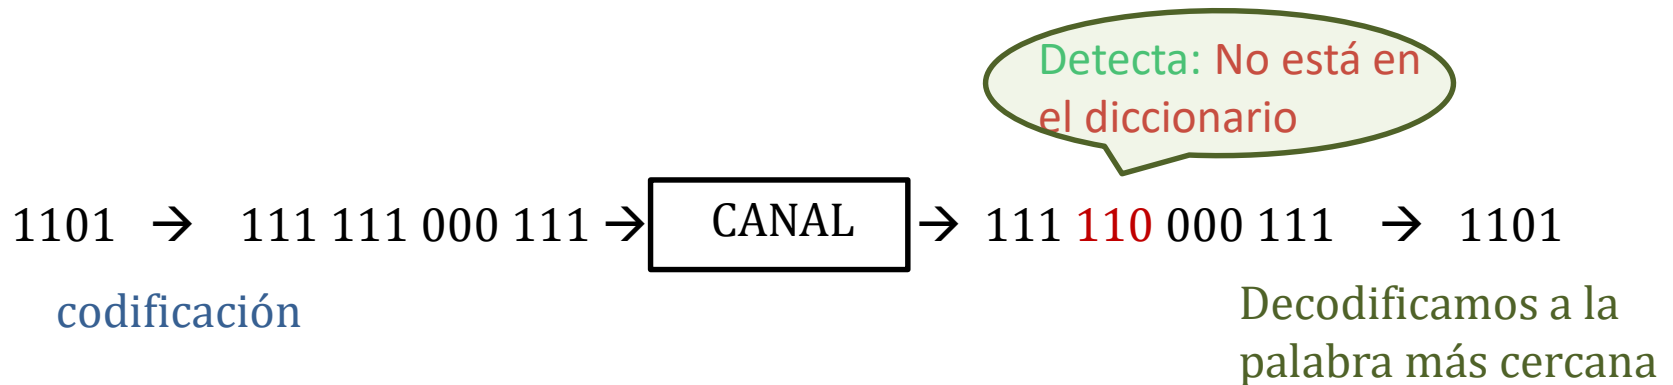 Detecta: No está en
el diccionario
1101 → 111 111 000 111 → CANAL → 111 110 000 111 → 1101
codificación
Decodificamos a la
palabra más cercana